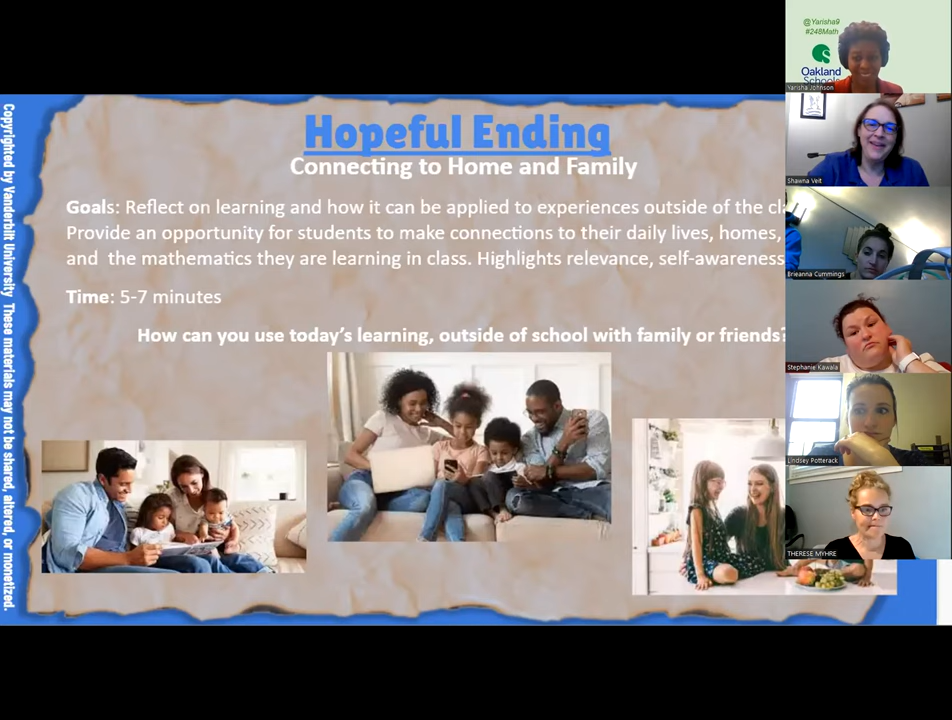 Hopeful Ending
Connecting to Home and Family
Goals: Reflect on learning and how it can be applied to experiences outside of the
Provide an opportunity for students to make connections to their daily lives, homes,
and the mathematics they are learning in class. Highlights relevance, self-awareness
Time: 5-7 minutes
How can you use today's learning, outside of school with family or friends?
Copyrighted by Vanderbilt University These materials may not be shared, altered, or monetized.
@Yarisha9
#248Math
Oakland
Schools
Yarisha Johnson
Shawna Veit
Brieanna Cummings
Stephanie Kawala
Lindsey Potterack
THERESE MYHRE